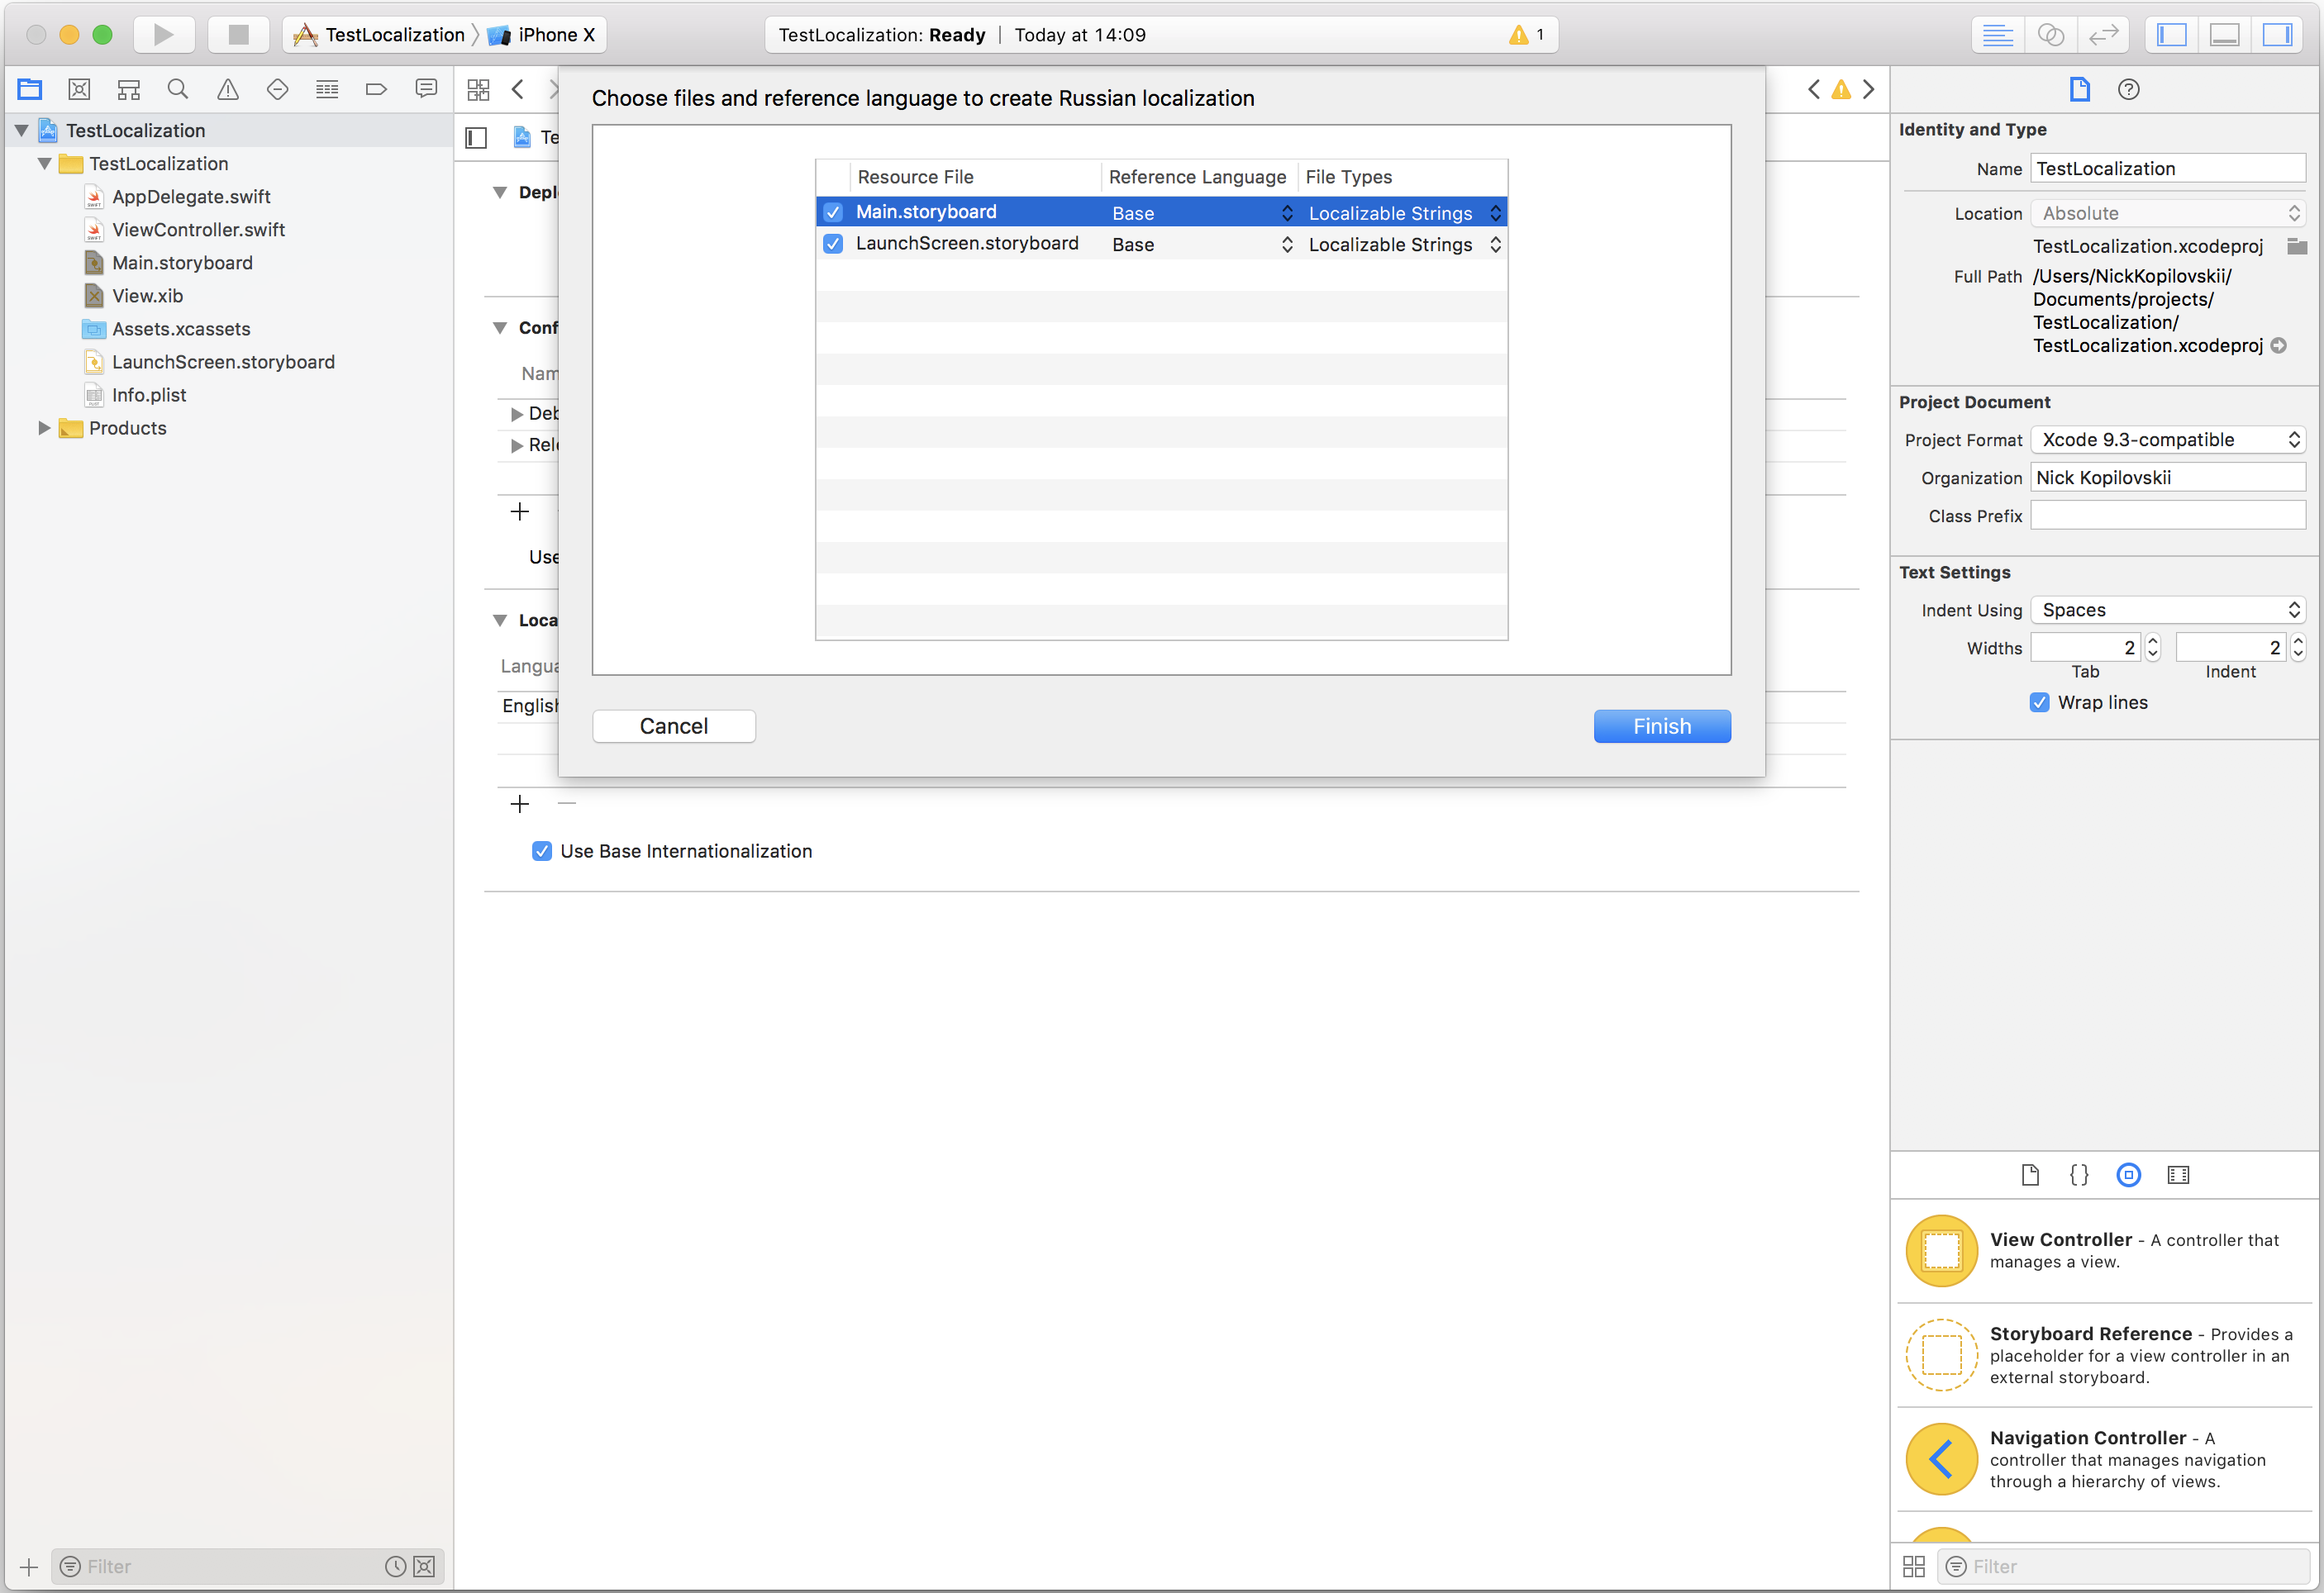 TestLocalization 〉 iPhone X
TestLocalization: Ready | Today at 14:09
1
TestLocalization
TestLocalization
AppDelegate.swift
ViewController.swift
Main.storyboard
View.xib
Assets.xcassets
LaunchScreen.storyboard
Info.plist
Products
Filter
Te
Depl
Conf
Nam
Deb
Rele
Use
Loca
Langua
English
Use Base Internationalization
Choose files and reference language to create Russian localization
Resource File Reference Language File Types
Main.storyboard Base Localizable Strings
LaunchScreen.storyboard Base Localizable Strings
Cancel
Finish
Identity and Type
Name TestLocalization
Location Absolute
TestLocalization.xcodeproj
Full Path /Users/NickKopilovskii/
Documents/projects/
TestLocalization/
TestLocalization.xcodeproj
Project Document
Project Format Xcode 9.3-compatible
Organization Nick Kopilovskii
Class Prefix
Text Settings
Indent Using Spaces
Widths 2 2
Tab Indent
Wrap lines
{}
View Controller - A controller that
manages a view.
Storyboard Reference - Provides a
placeholder for a view controller in an
external storyboard.
Navigation Controller - A
controller that manages navigation
through a hierarchy of views.
Filter